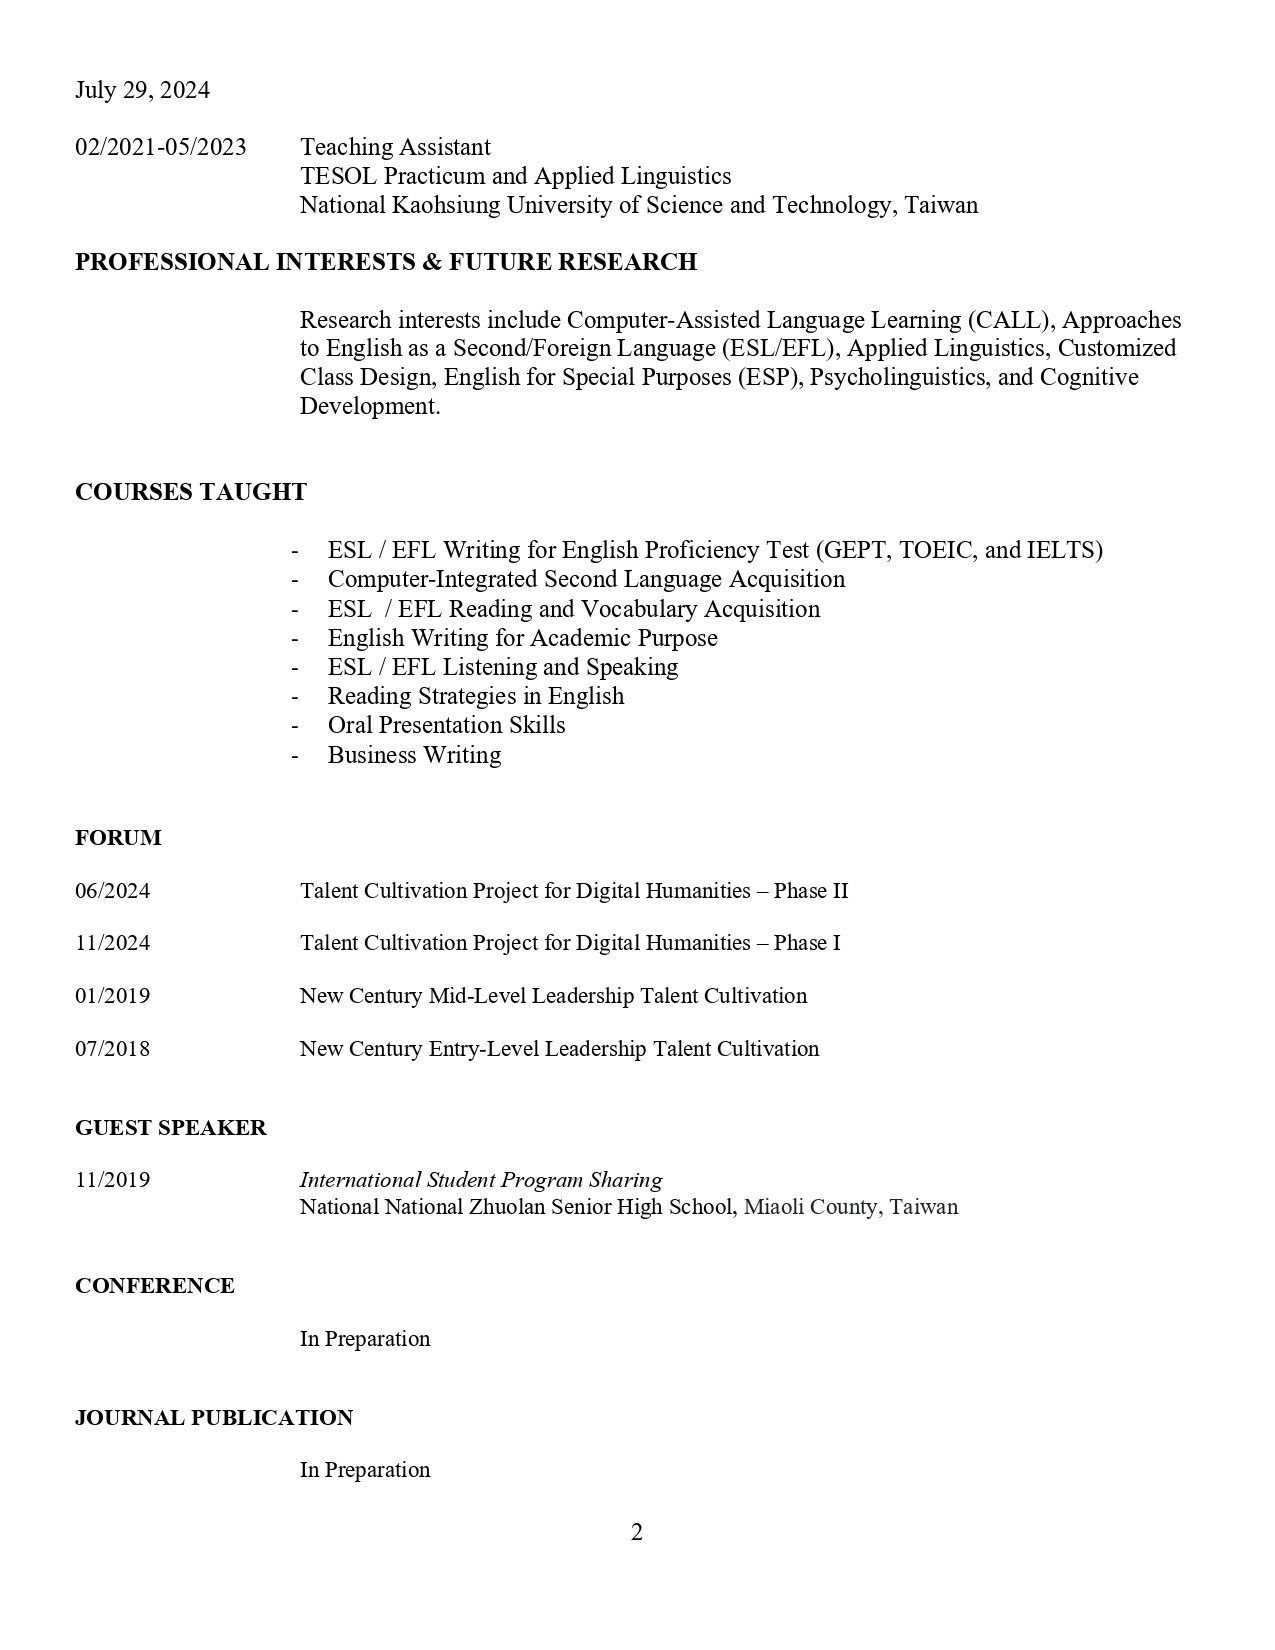 July 29, 2024
02/2021-05/2023 Teaching Assistant
TESOL Practicum and Applied Linguistics
National Kaohsiung University of Science and Technology, Taiwan
PROFESSIONAL INTERESTS & FUTURE RESEARCH
Research interests include Computer-Assisted Language Learning (CALL), Approaches
to English as a Second/Foreign Language (ESL/EFL), Applied Linguistics, Customized
Class Design, English for Special Purposes (ESP), Psycholinguistics, and Cognitive
Development.
COURSES TAUGHT
- ESL / EFL Writing for English Proficiency Test (GEPT, TOEIC, and IELTS)
- Computer-Integrated Second Language Acquisition
- ESL / EFL Reading and Vocabulary Acquisition
- English Writing for Academic Purpose
- ESL / EFL Listening and Speaking
- Reading Strategies in English
- Oral Presentation Skills
- Business Writing
FORUM
06/2024 Talent Cultivation Project for Digital Humanities – Phase II
11/2024 Talent Cultivation Project for Digital Humanities – Phase I
01/2019 New Century Mid-Level Leadership Talent Cultivation
07/2018 New Century Entry-Level Leadership Talent Cultivation
GUEST SPEAKER
11/2019 International Student Program Sharing
National National Zhuolan Senior High School, Miaoli County, Taiwan
CONFERENCE
In Preparation
JOURNAL PUBLICATION
In Preparation
2